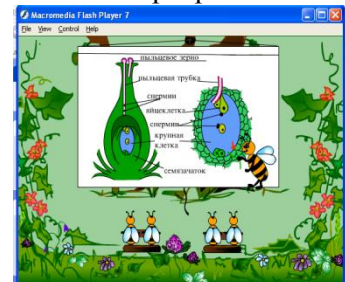 Macromedia Flash Player 7
File View Control Help
пыльцевое зерно
пыльцевая трубка
спермии
яйцеклетка
спермии
крупная
клетка
семязачаток